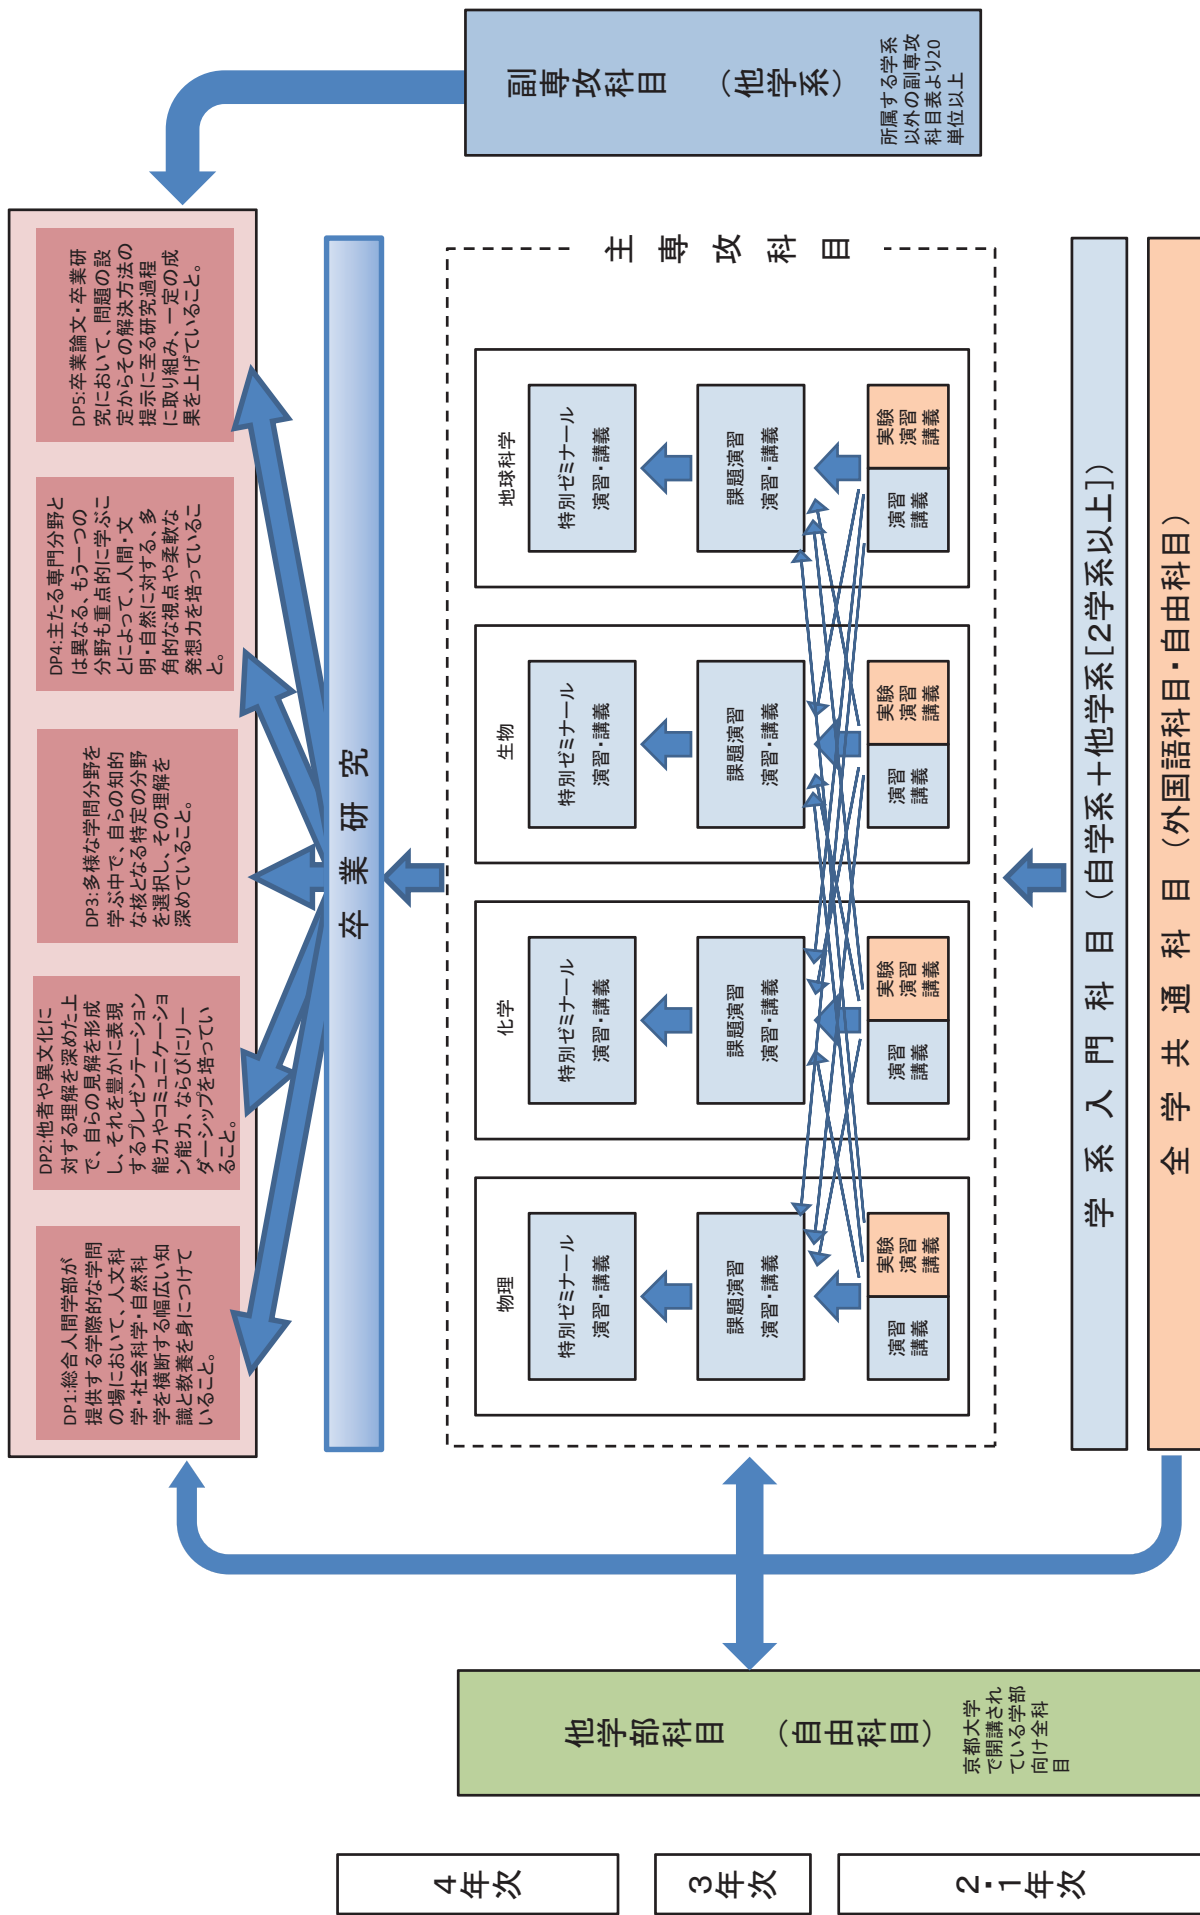 DP1:総合人間学部が
提供する学際的な学問
の場において、人文科
学・社会科学・自然科
学を横断する幅広い知
識と教養を身につけて
いること。
DP2:他者や異文化に
対する理解を深めた上
で、自らの見解を形成
し、それを豊かに表現
するプレゼンテーション
能力やコミュニケーショ
ン能力、ならびにリー
ダーシップを培ってい
ること。
DP3:多様な学問分野を
学ぶ中で、自らの知的
な核となる特定の分野
を選択し、その理解を
深めていること。
DP4:主たる専門分野と
は異なる、もう一つの
分野も重点的に学ぶこ
とによって、人間・文
明・自然に対する、多
角的な視点や柔軟な
発想力を培っているこ
と。
DP5:卒業論文・卒業研
究において、問題の設
定からその解決方法の
提示に至る研究過程
に取り組み、一定の成
果を上げていること。
4年次
卒業研究
他学部科目 (自由科目)
京都大学
で開講され
ている学部
向け全科
目
主専攻科目
物理
特別ゼミナール
演習・講義
課題演習
演習・講義
演習
講義
実験
演習
講義
化学
特別ゼミナール
演習・講義
課題演習
演習・講義
演習
講義
実験
演習
講義
生物
特別ゼミナール
演習・講義
課題演習
演習・講義
演習
講義
実験
演習
講義
地球科学
特別ゼミナール
演習・講義
課題演習
演習・講義
演習
講義
実験
演習
講義
副専攻科目 (他学系)
所属する学系
以外の副専攻
科目表より20
単位以上
3年次
2・1年次
学系入門科目(自学系+他学系[2学系以上])
全学共通科目(外国語科目・自由科目)